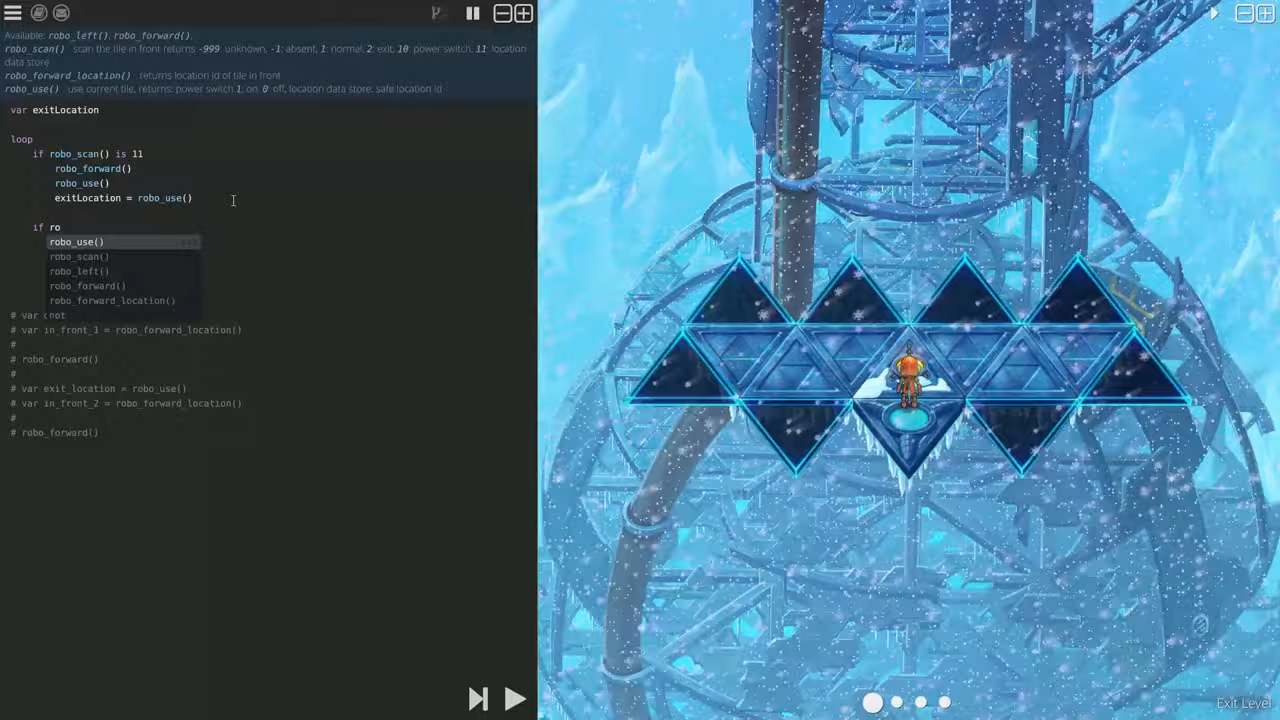 Available: robo_left(), robo_forward(),
robo_scan() scan the tile in front returns -999: unknown, -1: absent, 1: normal, 2: exit, 10: power switch, 11: location
data store
robo_forward_location() returns location id of tile in front
robo_use() use current tile, returns: power switch 1: on, 0: off, location data store: safe location id
var exitLocation
loop
if robo_scan() is 11
robo_forward()
robo_use()
exitLocation = robo_use()
if ro
robo_use()
robo_scan()
robo_left()
robo_forward()
robo_forward_location()
# var not
# var in_front_1 = robo_forward_location()
#
# robo_forward()
#
# var exit_location = robo_use()
# var in_front_2 = robo_forward_location()
#
# robo_forward()
Exit Level